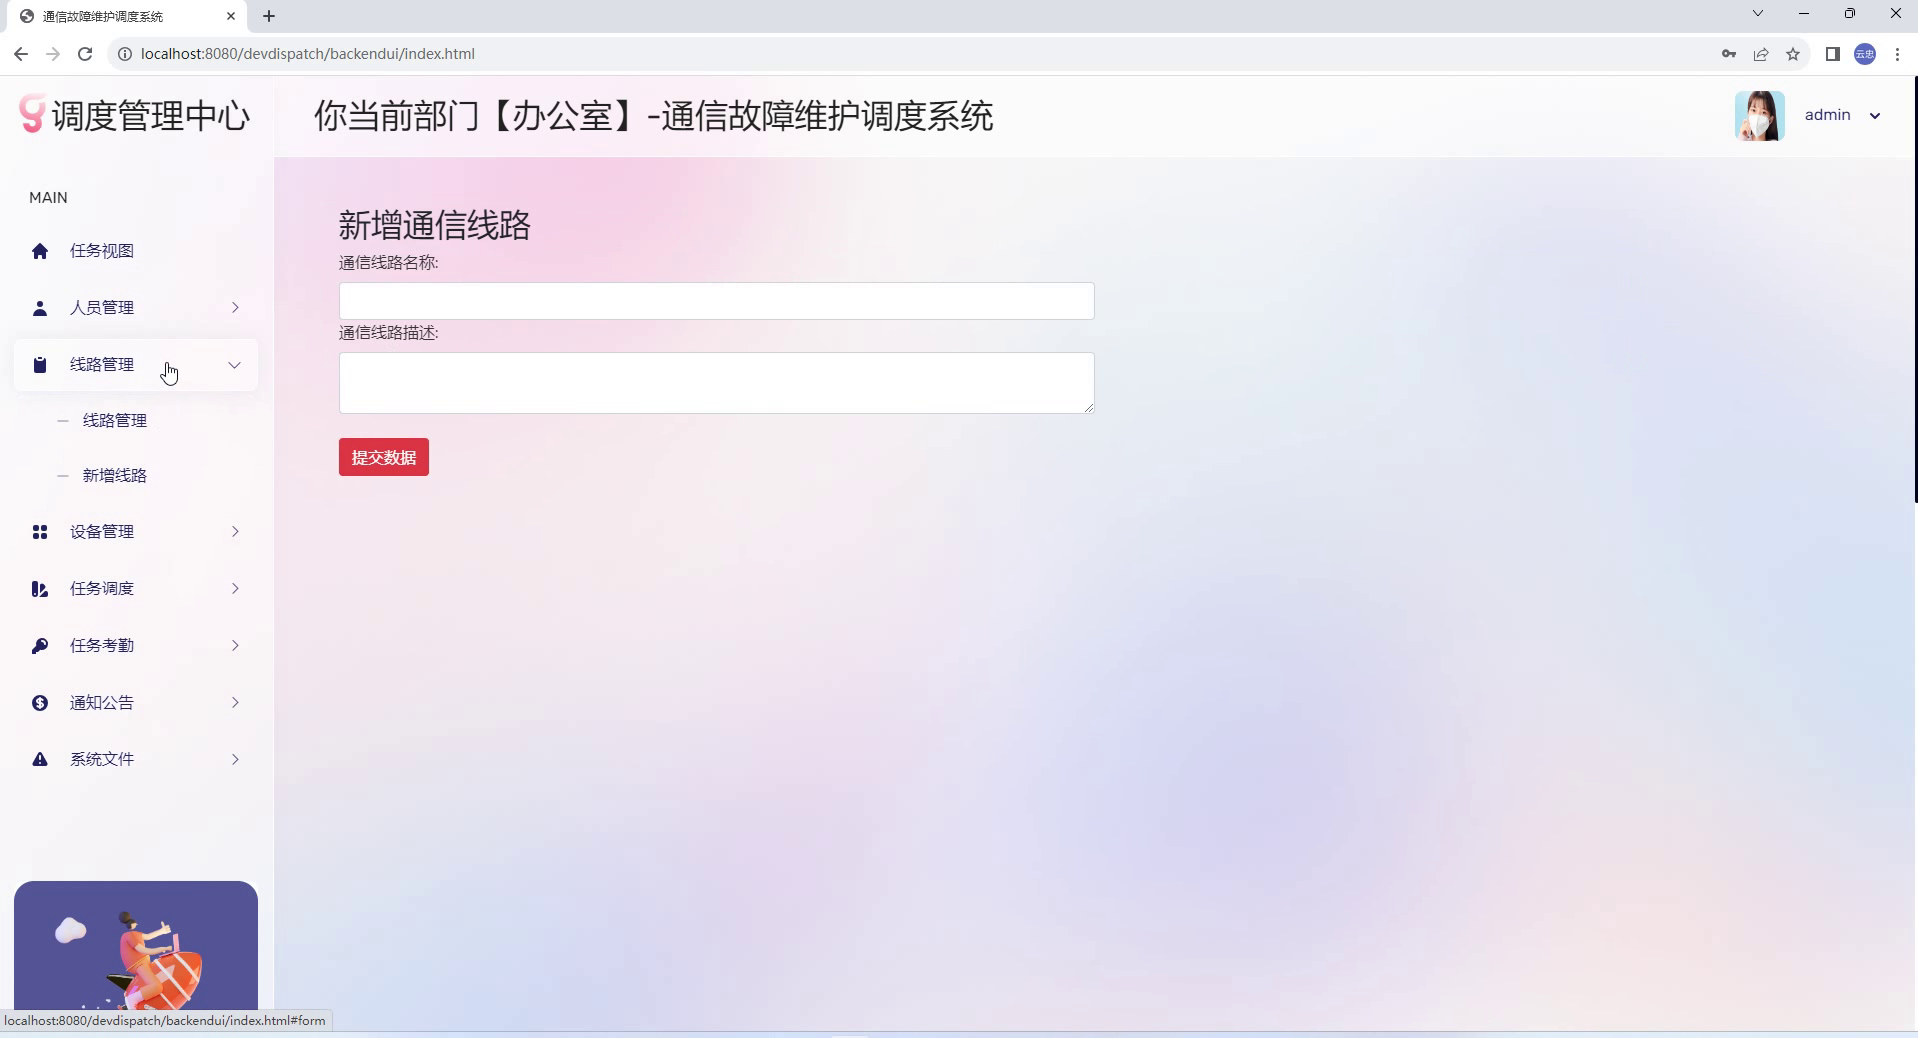 通信故障维护调度系统
localhost:8080/devdispatch/backendui/index.html
云忠
调度管理中心
你当前部门【办公室】-通信故障维护调度系统
admin
MAIN
任务视图
人员管理
线路管理
线路管理
新增线路
设备管理
任务调度
任务考勤
通知公告
系统文件
新增通信线路
通信线路名称:
通信线路描述:
提交数据
localhost:8080/devdispatch/backendui/index.html#form